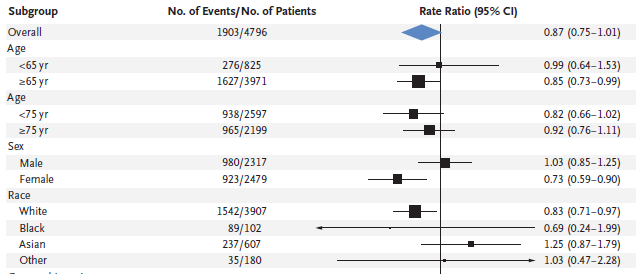 Subgroup No. of Events/No. of Patients Rate Ratio (95% CI)
Overall 1903/4796 0.87 (0.75–1.01)
Age
<65 yr 276/825 0.99 (0.64–1.53)
≥65 yr 1627/3971 0.85 (0.73–0.99)
Age
<75 yr 938/2597 0.82 (0.66–1.02)
≥75 yr 965/2199 0.92 (0.76–1.11)
Sex
Male 980/2317 1.03 (0.85–1.25)
Female 923/2479 0.73 (0.59–0.90)
Race
White 1542/3907 0.83 (0.71–0.97)
Black 89/102 0.69 (0.24–1.99)
Asian 237/607 1.25 (0.87–1.79)
Other 35/180 1.03 (0.47–2.28)